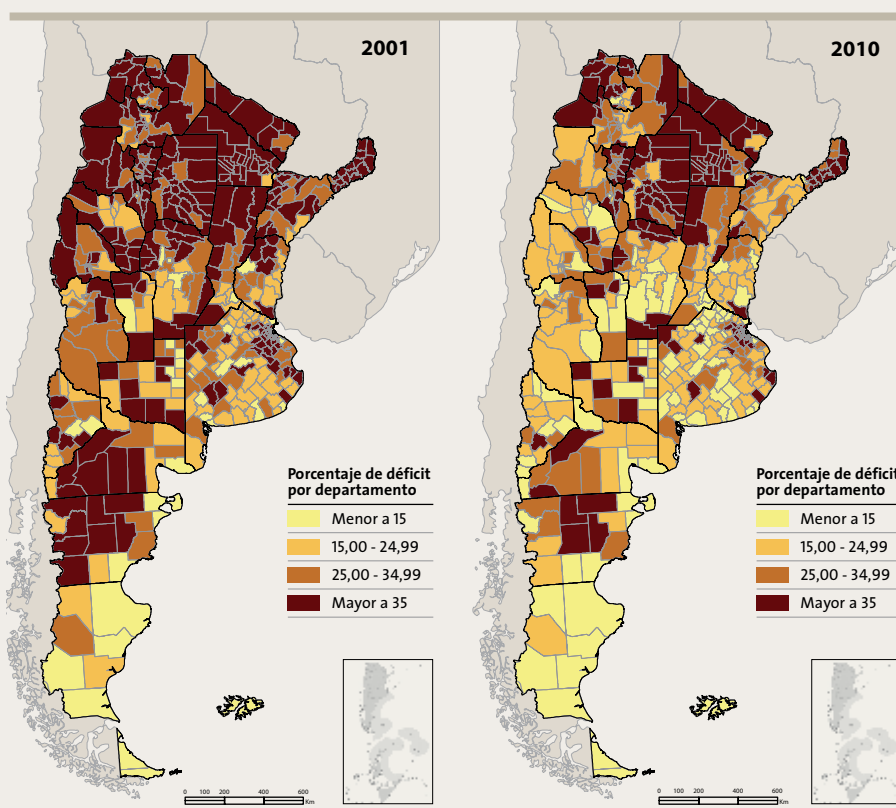 2001
Porcentaje de déficit
por departamento
Menor a 15
15,00 - 24,99
25,00 - 34,99
Mayor a 35
0 100 200 400 600
Km
2010
Porcentaje de déficit
por departamento
Menor a 15
15,00 - 24,99
25,00 - 34,99
Mayor a 35
0 100 200 400 600
Km